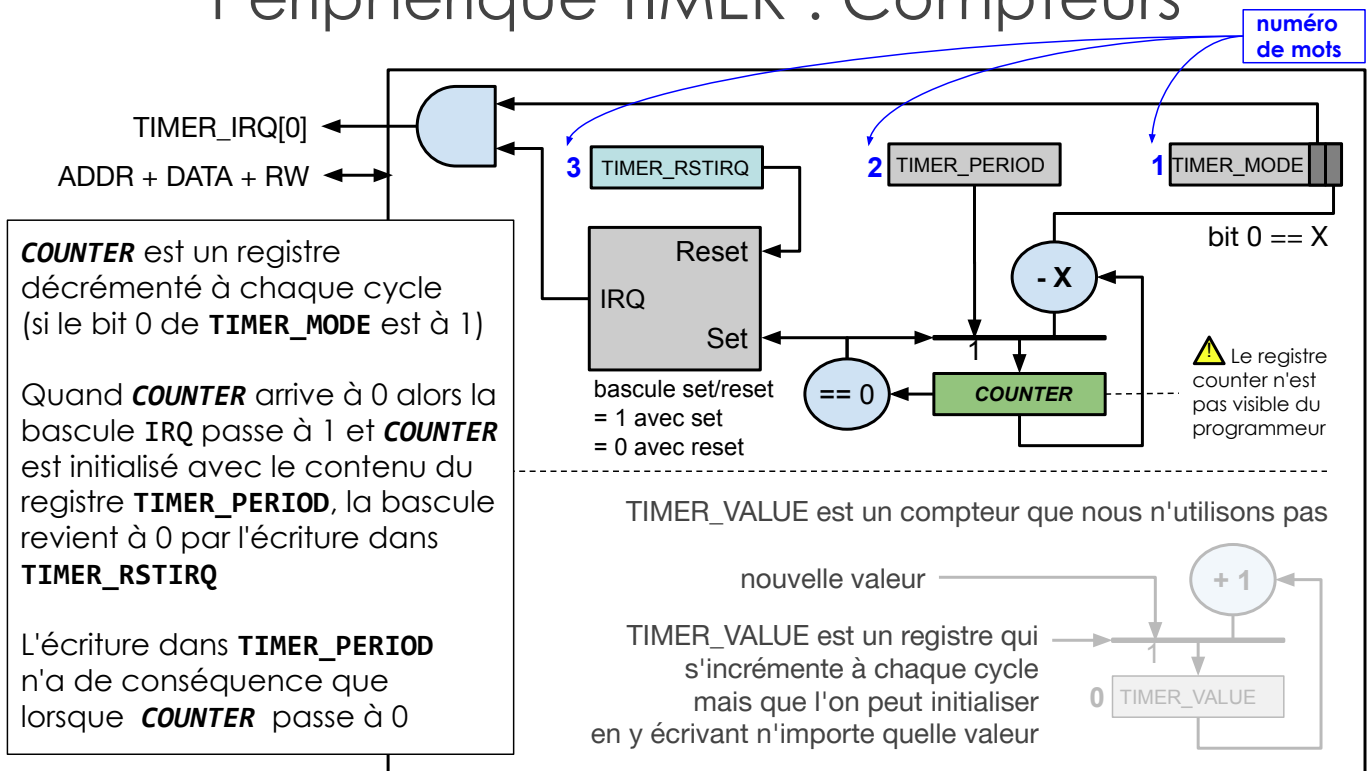 Périphérique TIMER : Compteurs
numéro
de mots
TIMER_IRQ[0]
ADDR + DATA + RW
3 TIMER_RSTIRQ
2 TIMER_PERIOD
1 TIMER_MODE
bit 0 == X
COUNTER est un registre
décrémenté à chaque cycle
(si le bit 0 de TIMER_MODE est à 1)
Quand COUNTER arrive à 0 alors la
bascule IRQ passe à 1 et COUNTER
est initialisé avec le contenu du
registre TIMER_PERIOD, la bascule
revient à 0 par l'écriture dans
TIMER_RSTIRQ
L'écriture dans TIMER_PERIOD
n'a de conséquence que
lorsque COUNTER passe à 0
Reset
IRQ
Set
bascule set/reset
= 1 avec set
= 0 avec reset
- X
1
== 0
COUNTER
! Le registre
counter n'est
pas visible du
programmeur
TIMER_VALUE est un compteur que nous n'utilisons pas
nouvelle valeur
+ 1
TIMER_VALUE est un registre qui
s'incrémente à chaque cycle
mais que l'on peut initialiser
en y écrivant n'importe quelle valeur
1
0 TIMER_VALUE